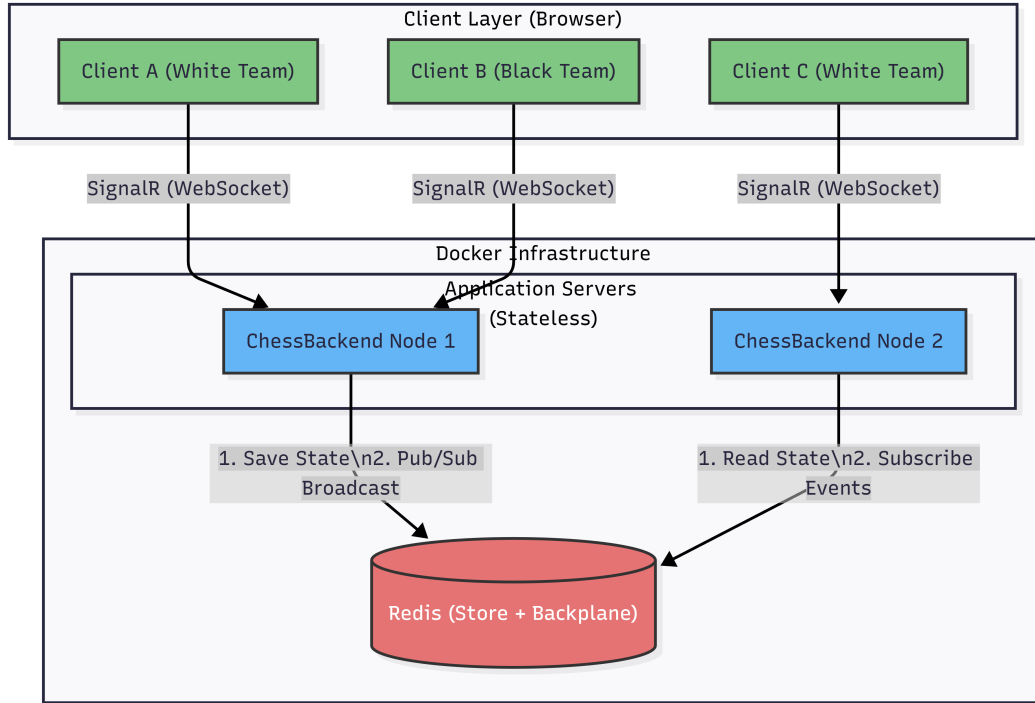 Client Layer (Browser)
Client A (White Team)
Client B (Black Team)
Client C (White Team)
SignalR (WebSocket)
SignalR (WebSocket)
SignalR (WebSocket)
Docker Infrastructure
Application Servers
(Stateless)
ChessBackend Node 1
ChessBackend Node 2
1. Save State\n2. Pub/Sub
Broadcast
1. Read State\n2. Subscribe
Events
Redis (Store + Backplane)